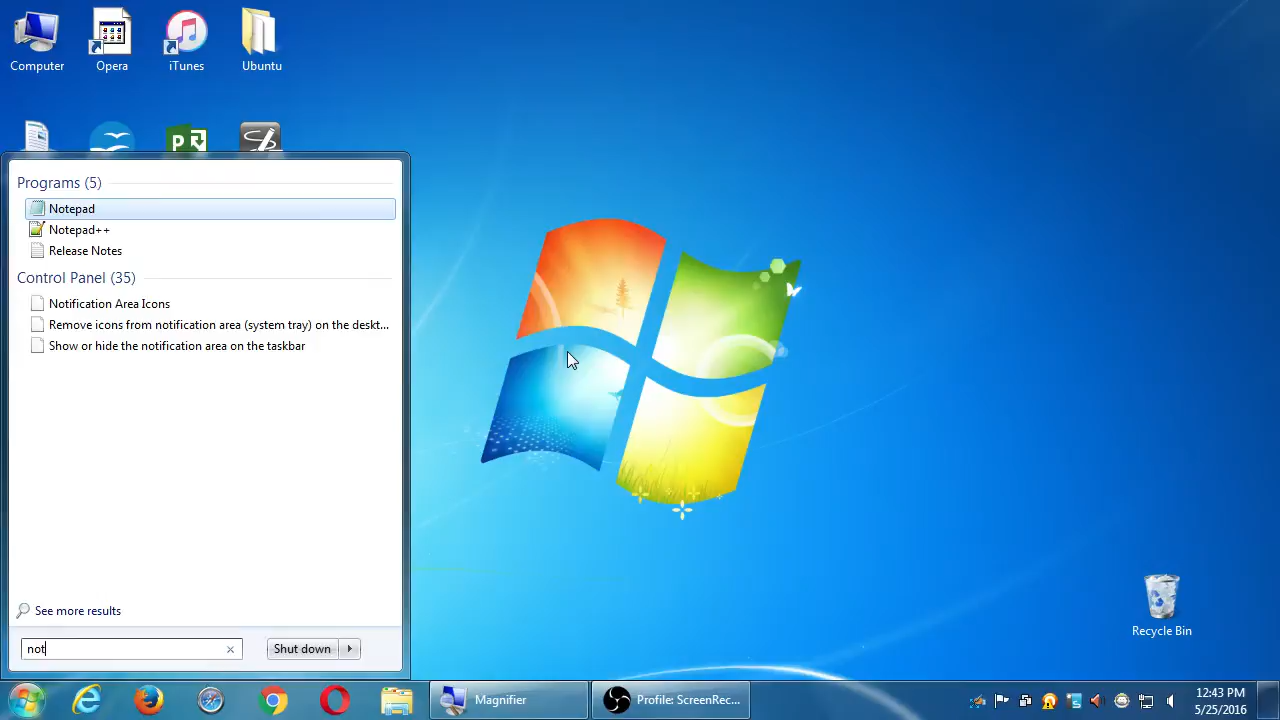 Computer
Opera
iTunes
Ubuntu
Programs (5)
Notepad
Notepad++
Release Notes
Control Panel (35)
Notification Area Icons
Remove icons from notification area (system tray) on the deskt...
Show or hide the notification area on the taskbar
See more results
not
Shut down
Recycle Bin
Magnifier
Profile: ScreenRec...
12:43 PM
5/25/2016